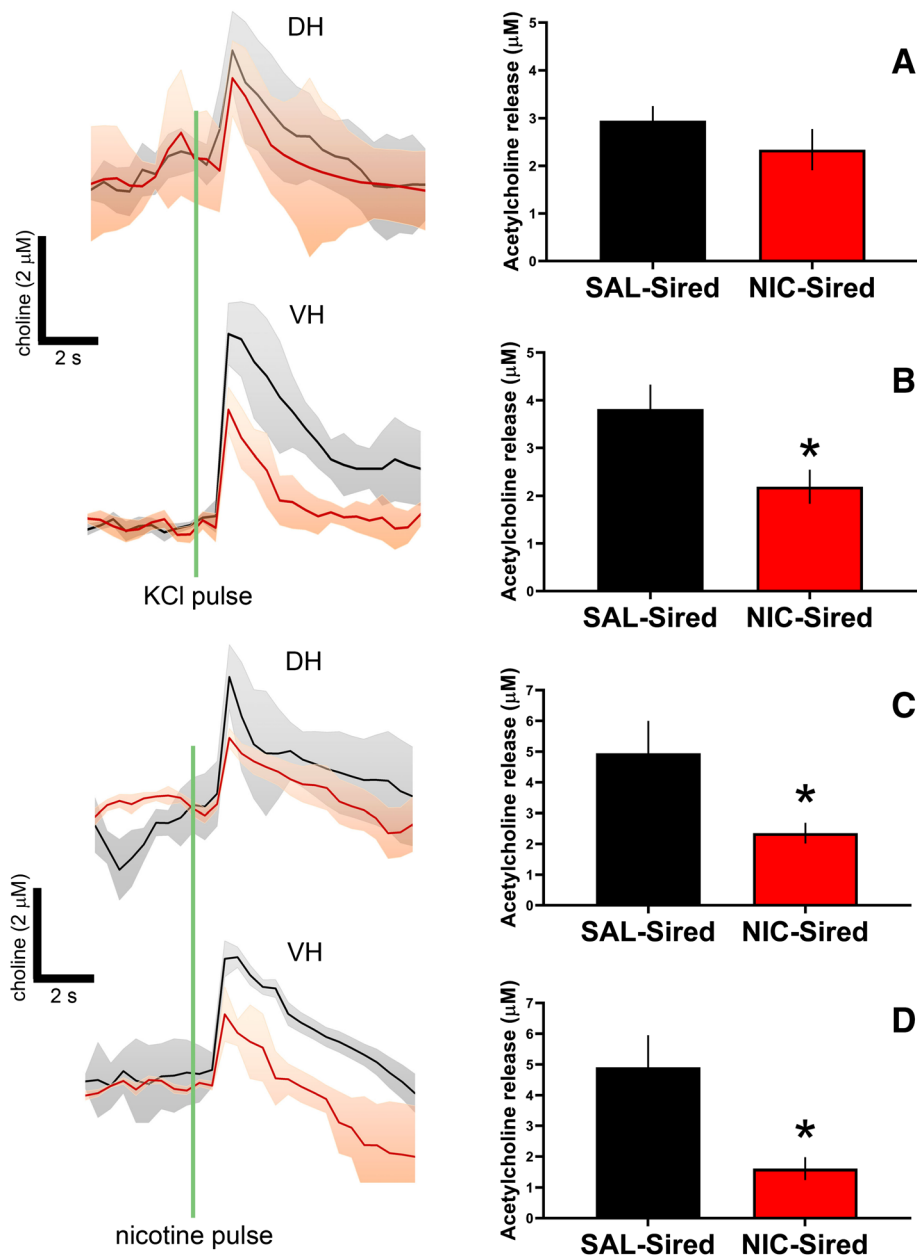 DH
choline (2 μM)
2 s
VH
KCl pulse
A
Acetylcholine release (μM)
5
4
3
2
1
0
SAL-Sired NIC-Sired
B
Acetylcholine release (μM)
5
4
3
2
1
0
*
SAL-Sired NIC-Sired
DH
choline (2 μM)
2 s
VH
nicotine pulse
C
Acetylcholine release (μM)
7
6
5
4
3
2
1
0
*
SAL-Sired NIC-Sired
D
Acetylcholine release (μM)
7
6
5
4
3
2
1
0
*
SAL-Sired NIC-Sired